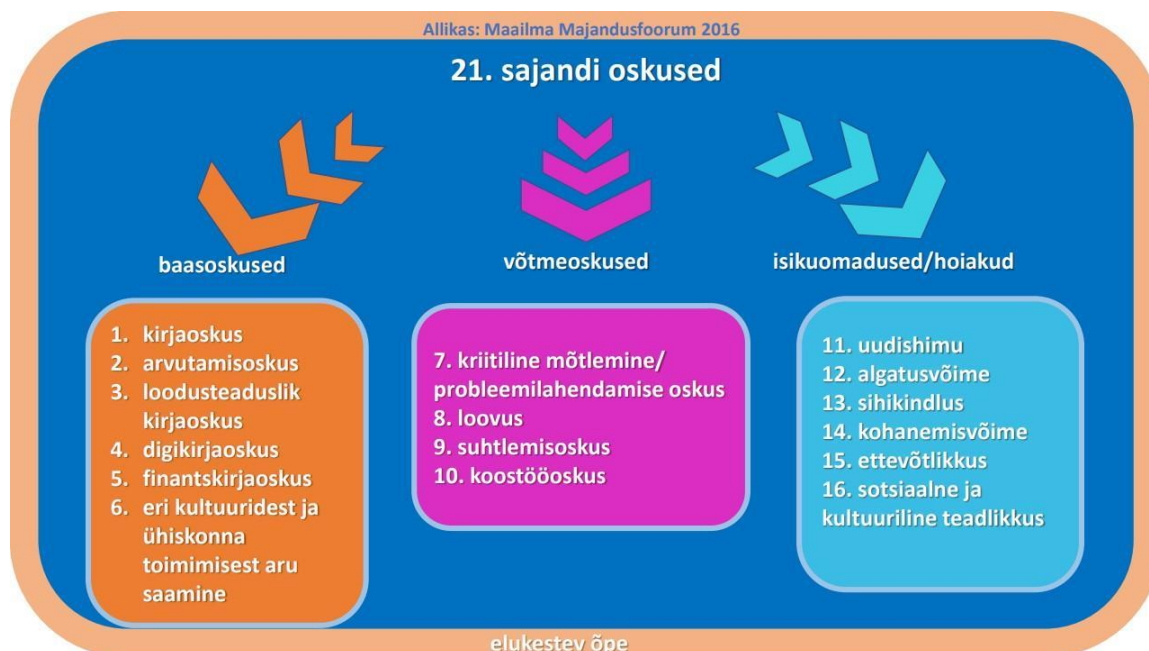 Allikas: Maailma Majandusfoorum 2016
21. sajandi oskused
baasoskused
1. kirjaoskus
2. arvutamisoskus
3. loodusteaduslik
kirjaoskus
4. digikirjaoskus
5. finantskirjaoskus
6. eri kultuuridest ja
ühiskonna
toimimisest aru
saamine
võtmeoskused
7. kriitiline mõtlemine/
probleemilahendamise oskus
8. loovus
9. suhtlemisoskus
10. koostööoskus
isikuomadused/hoiakud
11. uudishimu
12. algatusvõime
13. sihikindlus
14. kohanemisvõime
15. ettevõtlikkus
16. sotsiaalne ja
kultuuriline teadlikkus
elukestev õpe